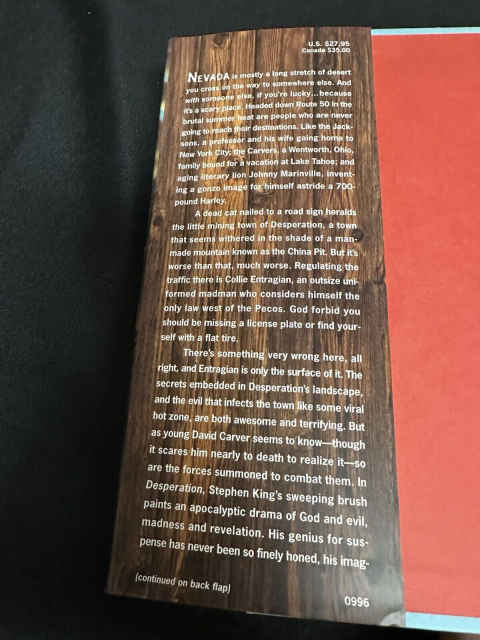 U.S. $27.95
Canada $35.00
NEVADA is mostly a long stretch of desert
you cross on the way to somewhere else. And
with someone else, if you're lucky...because
it's a scary place. Headed down Route 50 in the
brutal summer heat are people who are never
going to reach their destinations. Like the Jack-
sons, a professor and his wife going home to
New York City; the Carvers, a Wentworth, Ohio,
family bound for a vacation at Lake Tahoe; and
aging literary lion Johnny Marinville, invent-
ing a gonzo image for himself astride a 700-
pound Harley.
A dead cat nailed to a road sign heralds
the little mining town of Desperation, a town
that seems withered in the shade of a man-
made mountain known as the China Pit. But it's
worse than that, much worse. Regulating the
traffic there is Collie Entragian, an outsize uni-
formed madman who considers himself the
only law west of the Pecos. God forbid you
should be missing a license plate or find your-
self with a flat tire.
There's something very wrong here, all
right, and Entragian is only the surface of it. The
secrets embedded in Desperation's landscape,
and the evil that infects the town like some viral
hot zone, are both awesome and terrifying. But
as young David Carver seems to know—though
it scares him nearly to death to realize it—so
are the forces summoned to combat them. In
Desperation, Stephen King's sweeping brush
paints an apocalyptic drama of God and evil,
madness and revelation. His genius for sus-
pense has never been so finely honed, his imag-
(continued on back flap)
0996